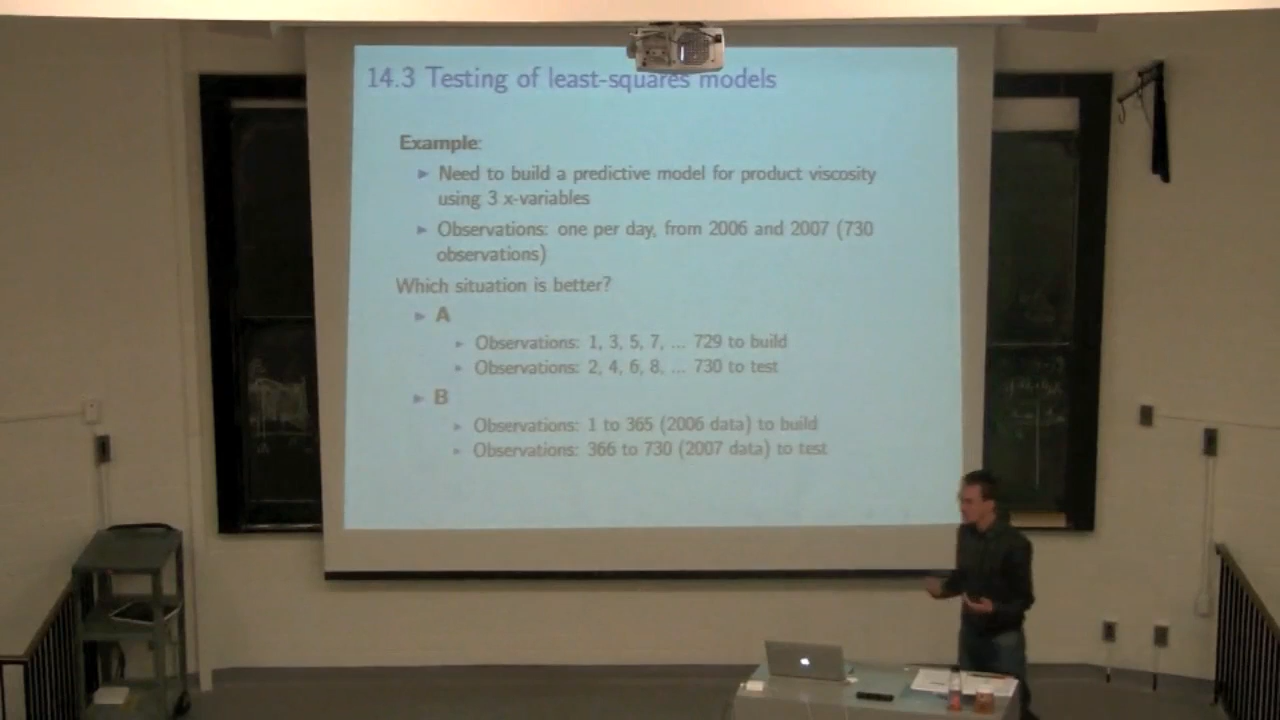 14.3 Testing of least-squares models
Example:
▶ Need to build a predictive model for product viscosity
using 3 x-variables
▶ Observations: one per day, from 2006 and 2007 (730
observations)
Which situation is better?
▶ A
▶ Observations: 1, 3, 5, 7, ... 729 to build
▶ Observations: 2, 4, 6, 8, ... 730 to test
▶ B
▶ Observations: 1 to 365 (2006 data) to build
▶ Observations: 366 to 730 (2007 data) to test